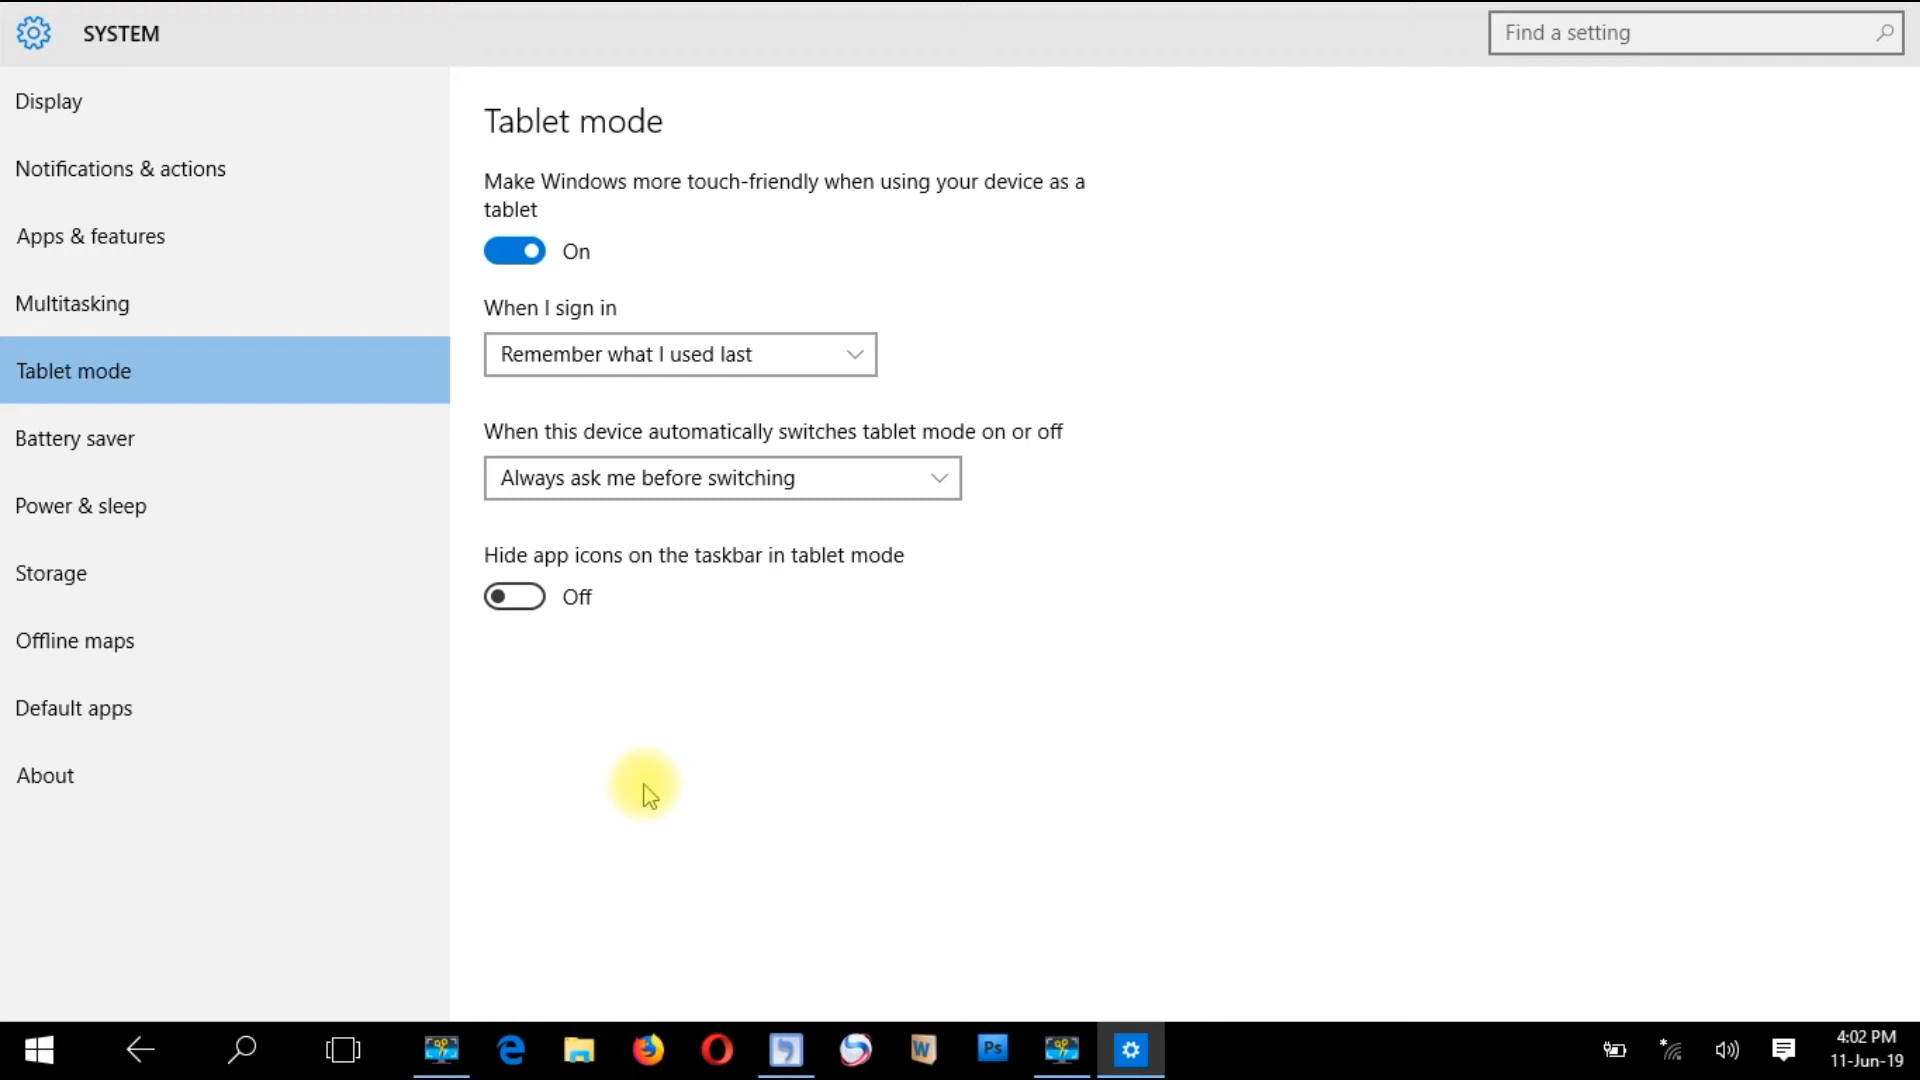 SYSTEM
Find a setting
Display
Notifications & actions
Apps & features
Multitasking
Tablet mode
Battery saver
Power & sleep
Storage
Offline maps
Default apps
About
Tablet mode
Make Windows more touch-friendly when using your device as a
tablet
On
When I sign in
Remember what I used last
When this device automatically switches tablet mode on or off
Always ask me before switching
Hide app icons on the taskbar in tablet mode
Off
W
Ps
4:02 PM
11-Jun-19